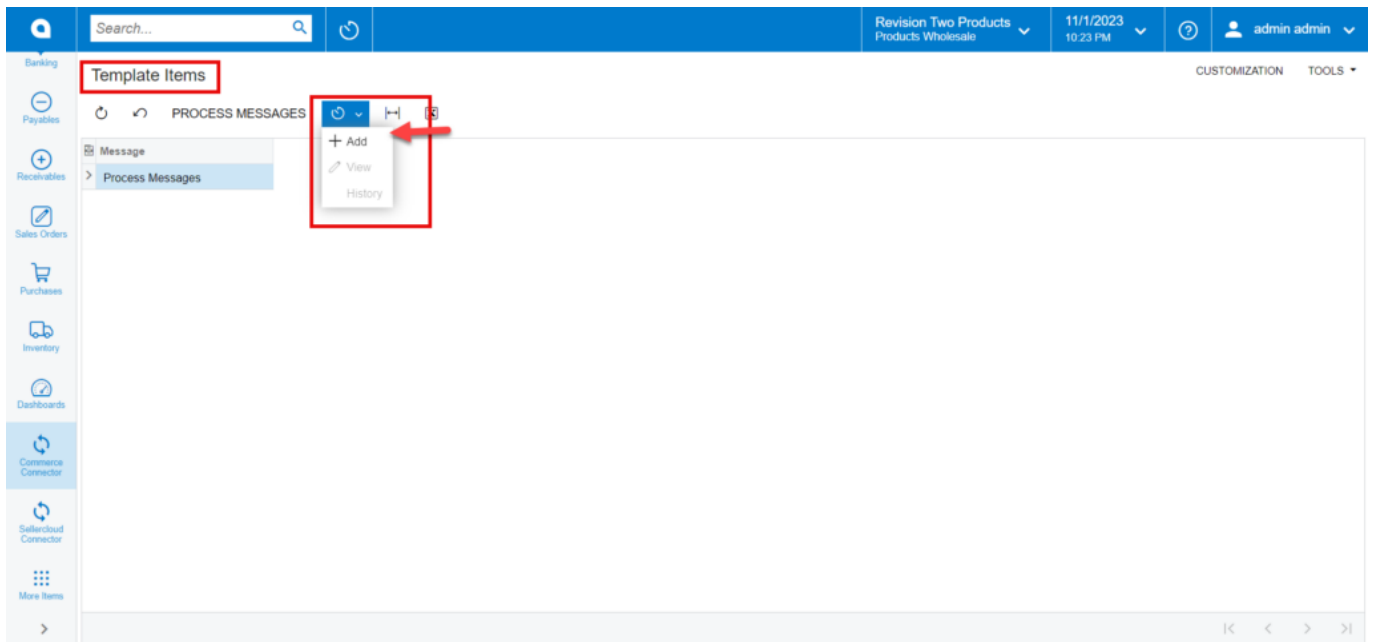 Search...
Revision Two Products
Products Wholesale
11/1/2023
10:23 PM
admin admin
Banking
Template Items
CUSTOMIZATION TOOLS
Payables
PROCESS MESSAGES
+ Add
Message
View
Receivables
Process Messages
History
Sales Orders
Purchases
Inventory
Dashboards
Commerce
Connector
Sellercloud
Connector
More Items